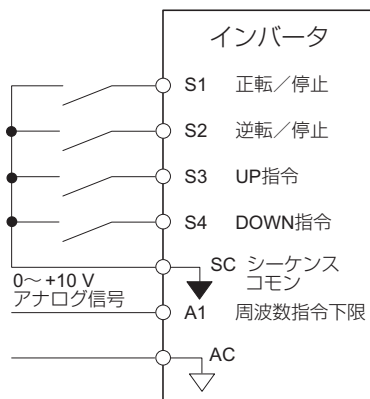 インバータ
S1 正転／停止
S2 逆転／停止
S3 UP指令
S4 DOWN指令
SC シーケンス
コモン
0～+10 V
アナログ信号
A1 周波数指令下限
AC